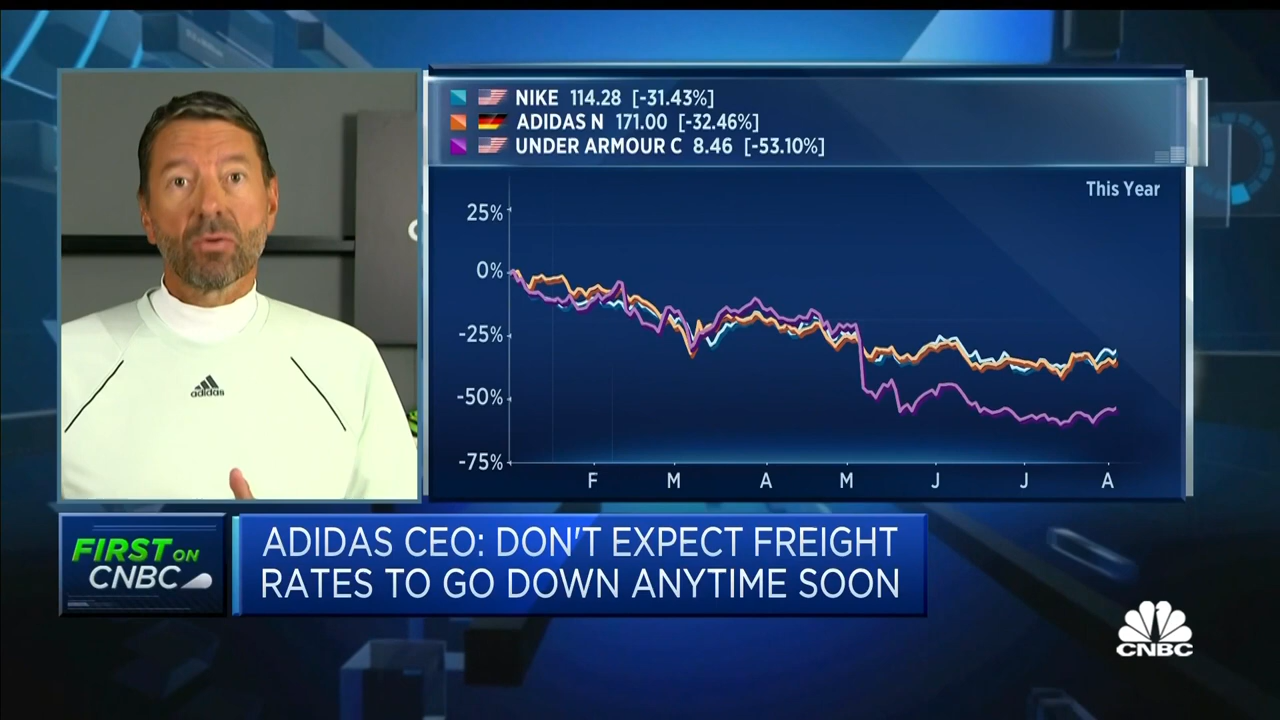 NIKE 114.28 [-31.43%]
ADIDAS N 171.00 [-32.46%]
UNDER ARMOUR C 8.46 [-53.10%]
This Year
25%
0%
-25%
-50%
-75%
F M A M J J A
adidas
FIRST ON
CNBC
ADIDAS CEO: DON'T EXPECT FREIGHT
RATES TO GO DOWN ANYTIME SOON
CNBC